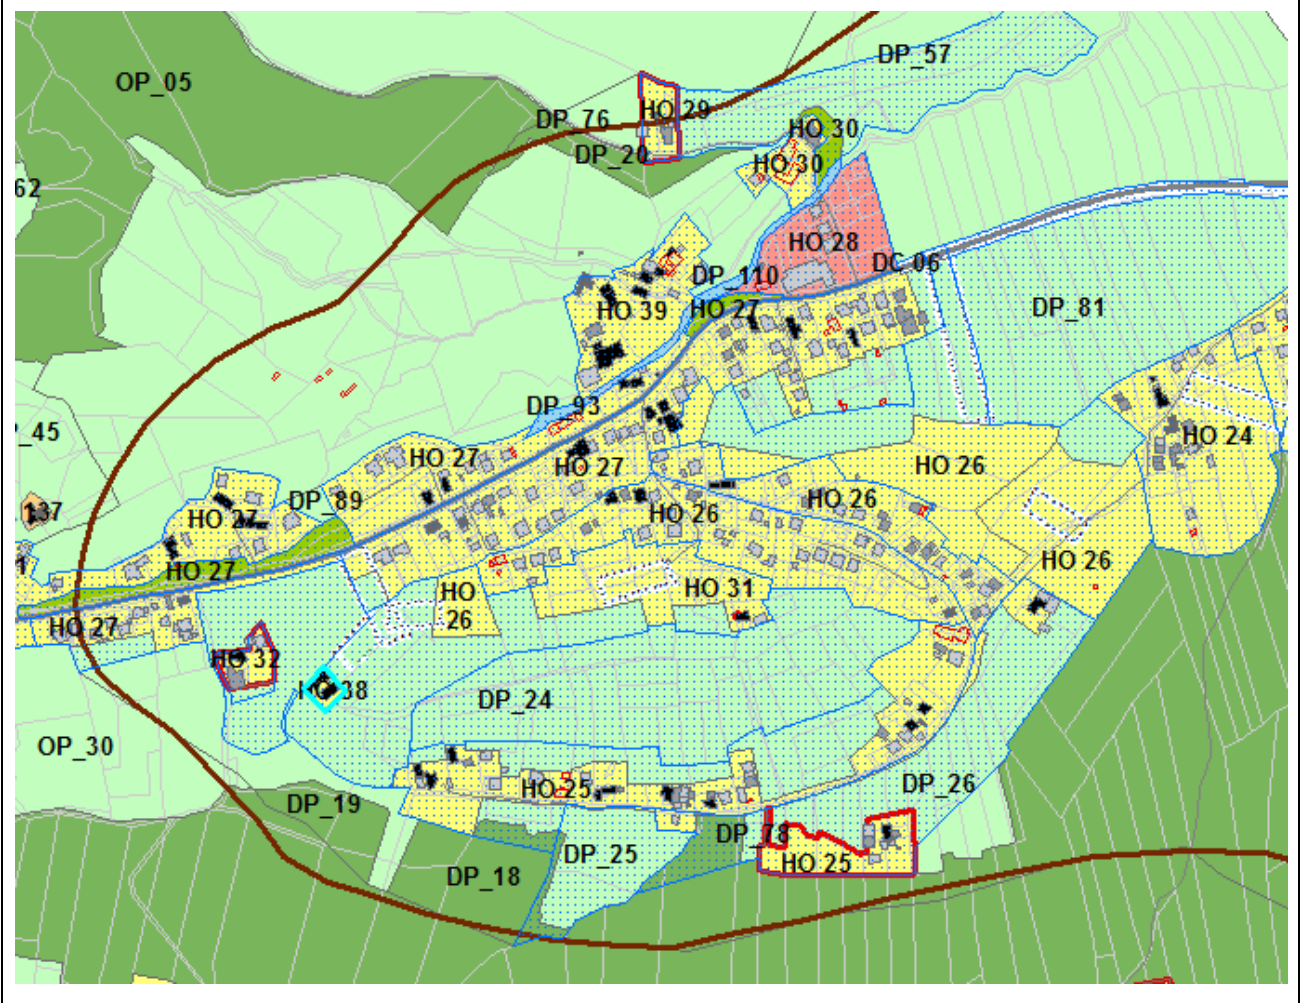 DP_57
OP_05
HO 29
DP_76
HO 30
DP_20
HO 30
62
HO 28
DC 06
DP_110
HO 39
HO 27
DP_81
DP_93
_45
HO 24
HO 27
HO 27
HO 26
DP_89
HO 26
137
HO 27
HO 26
HO 26
HO 27
HO 31
HO
26
HO 27
HO 32
38
DP_24
OP_30
HO 25
DP_26
DP_19
DP_78
DP_25
HO 25
DP_18